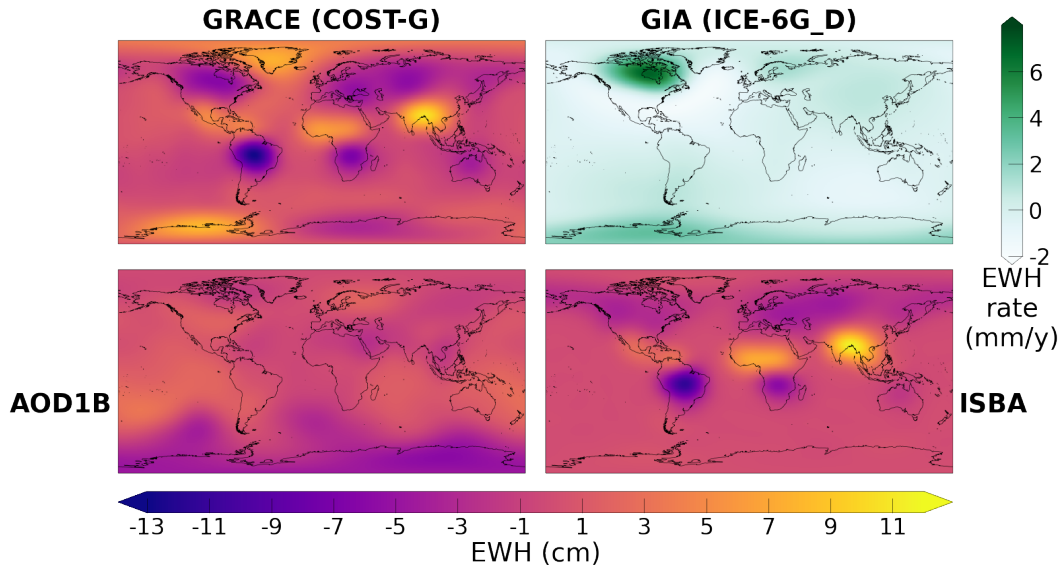 GRACE (COST-G)
GIA (ICE-6G_D)
6
4
2
0
-2
EWH
rate
(mm/y)
AOD1B
ISBA
-13 -11 -9 -7 -5 -3 -1 1 3 5 7 9 11
EWH (cm)